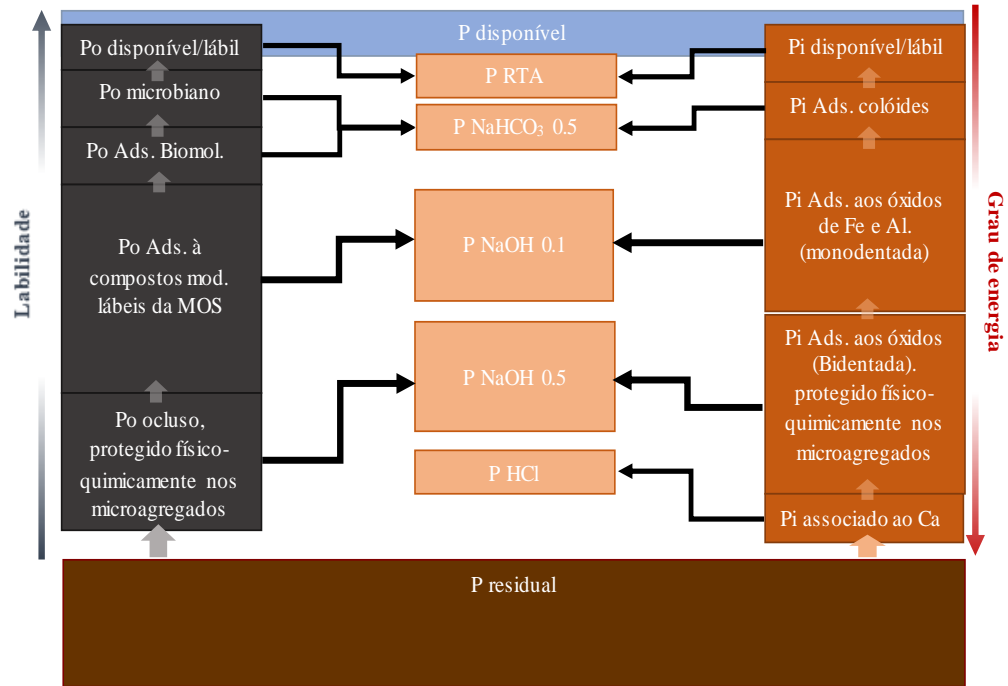 P disponível
Po disponível/lábil
Po microbiano
Po Ads. Biomol.
Po Ads. à
compostos mod.
lábeis da MOS
Po ocluso,
protegido físico-
quimicamente nos
microagregados
P RTA
P NaHCO₃ 0.5
P NaOH 0.1
P NaOH 0.5
P HCl
Pi disponível/lábil
Pi Ads. colóides
Pi Ads. aos óxidos
de Fe e Al.
(monodentada)
Pi Ads. aos óxidos
(Bidentada).
protegido físico-
quimicamente nos
microagregados
Pi associado ao Ca
P residual
Labilidade
Grau de energia